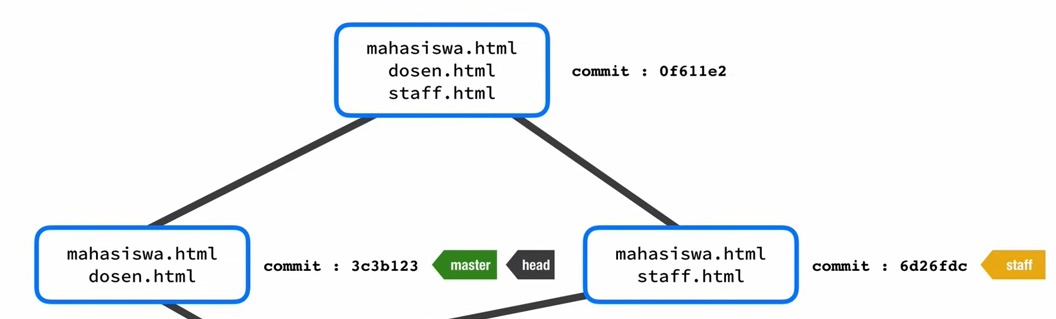 mahasiswa.html
dosen.html
staff.html
commit : 0f611e2
mahasiswa.html
dosen.html
commit : 3c3b123
master
head
mahasiswa.html
staff.html
commit : 6d26fdc
staff